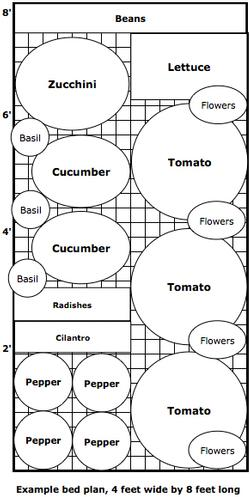 8'
Beans
Lettuce
Zucchini
Flowers
6'
Basil
Tomato
Cucumber
Basil
Flowers
4'
Cucumber
Basil
Tomato
Radishes
Cilantro
Flowers
2'
Pepper
Pepper
Tomato
Pepper
Pepper
Flowers
Example bed plan, 4 feet wide by 8 feet long